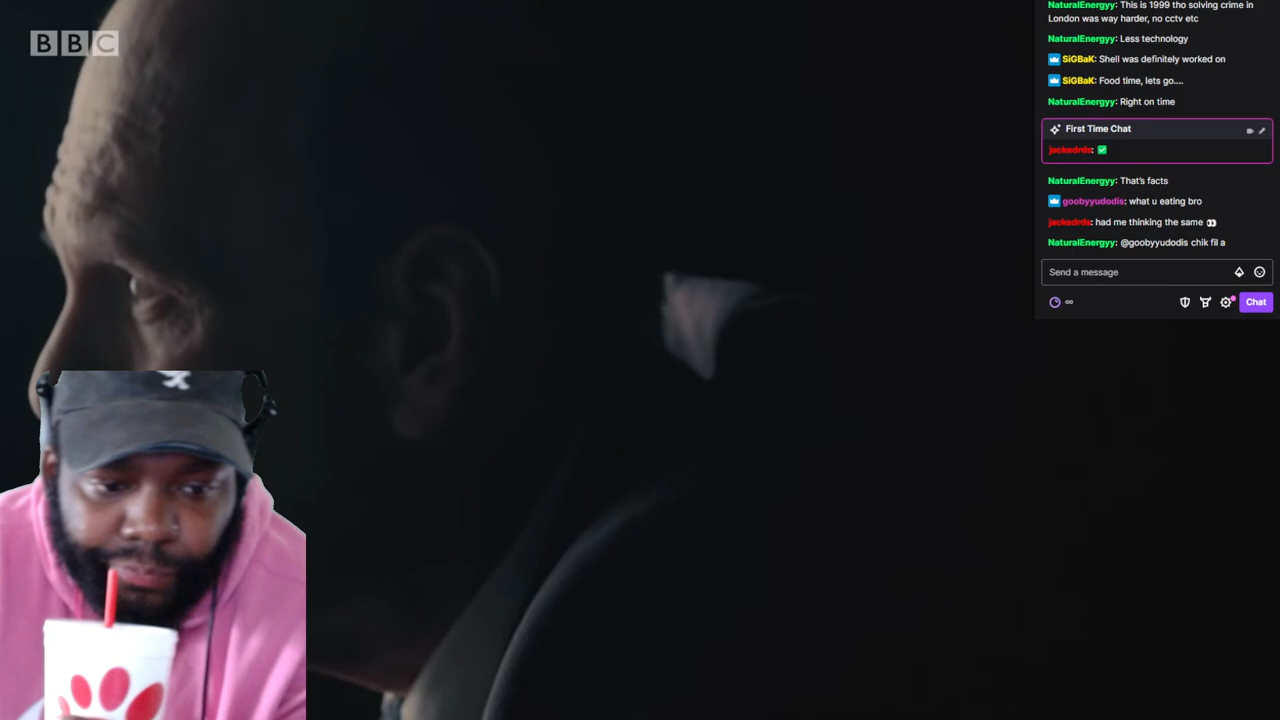 BBC
NaturalEnergyy: This is 1999 tho solving crime in
London was way harder, no cctv etc
NaturalEnergyy: Less technology
SiGBaK: Shell was definitely worked on
SiGBaK: Food time, lets go....
NaturalEnergyy: Right on time
First Time Chat
jackedrds: ✅
NaturalEnergyy: That's facts
goobyyudodis: what u eating bro
jackedrds: had me thinking the same 👀
NaturalEnergyy: @goobyyudodis chik fil a
Send a message
∞
Chat